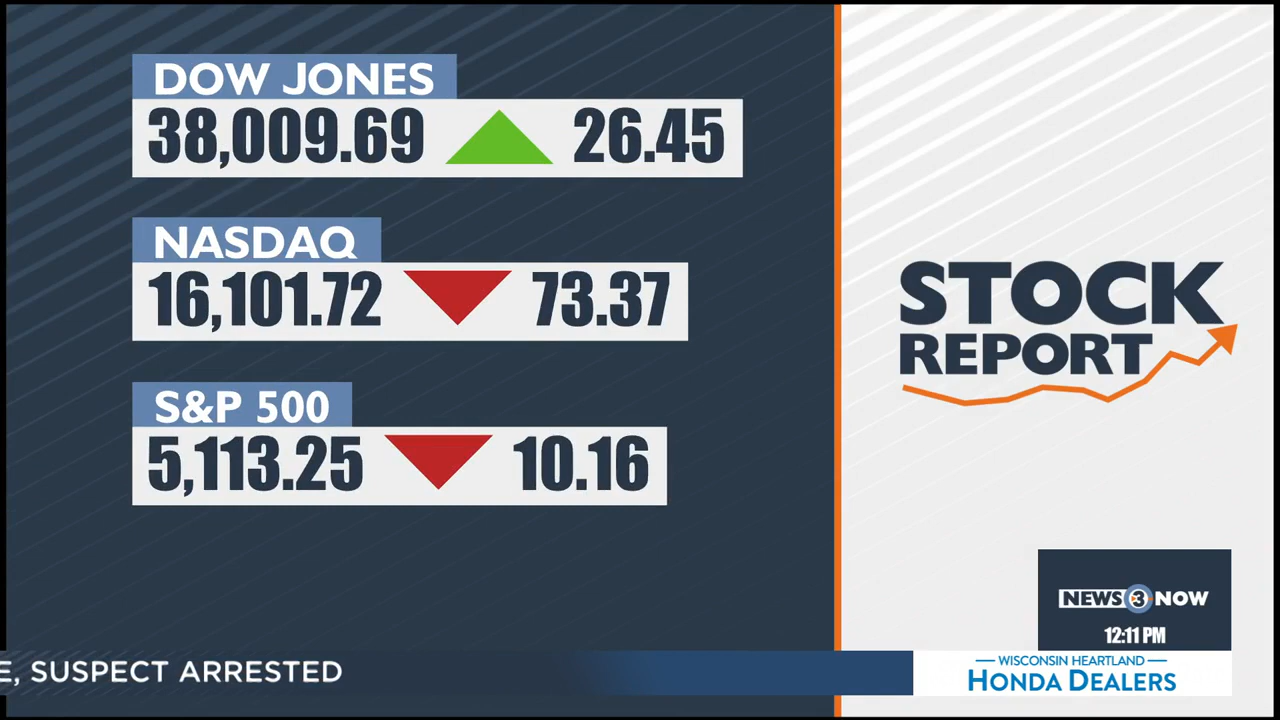 DOW JONES
38,009.69 26.45
NASDAQ
16,101.72 73.37
S&P 500
5,113.25 10.16
STOCK
REPORT
NEWS 3 NOW
12:11 PM
E, SUSPECT ARRESTED
WISCONSIN HEARTLAND
HONDA DEALERS